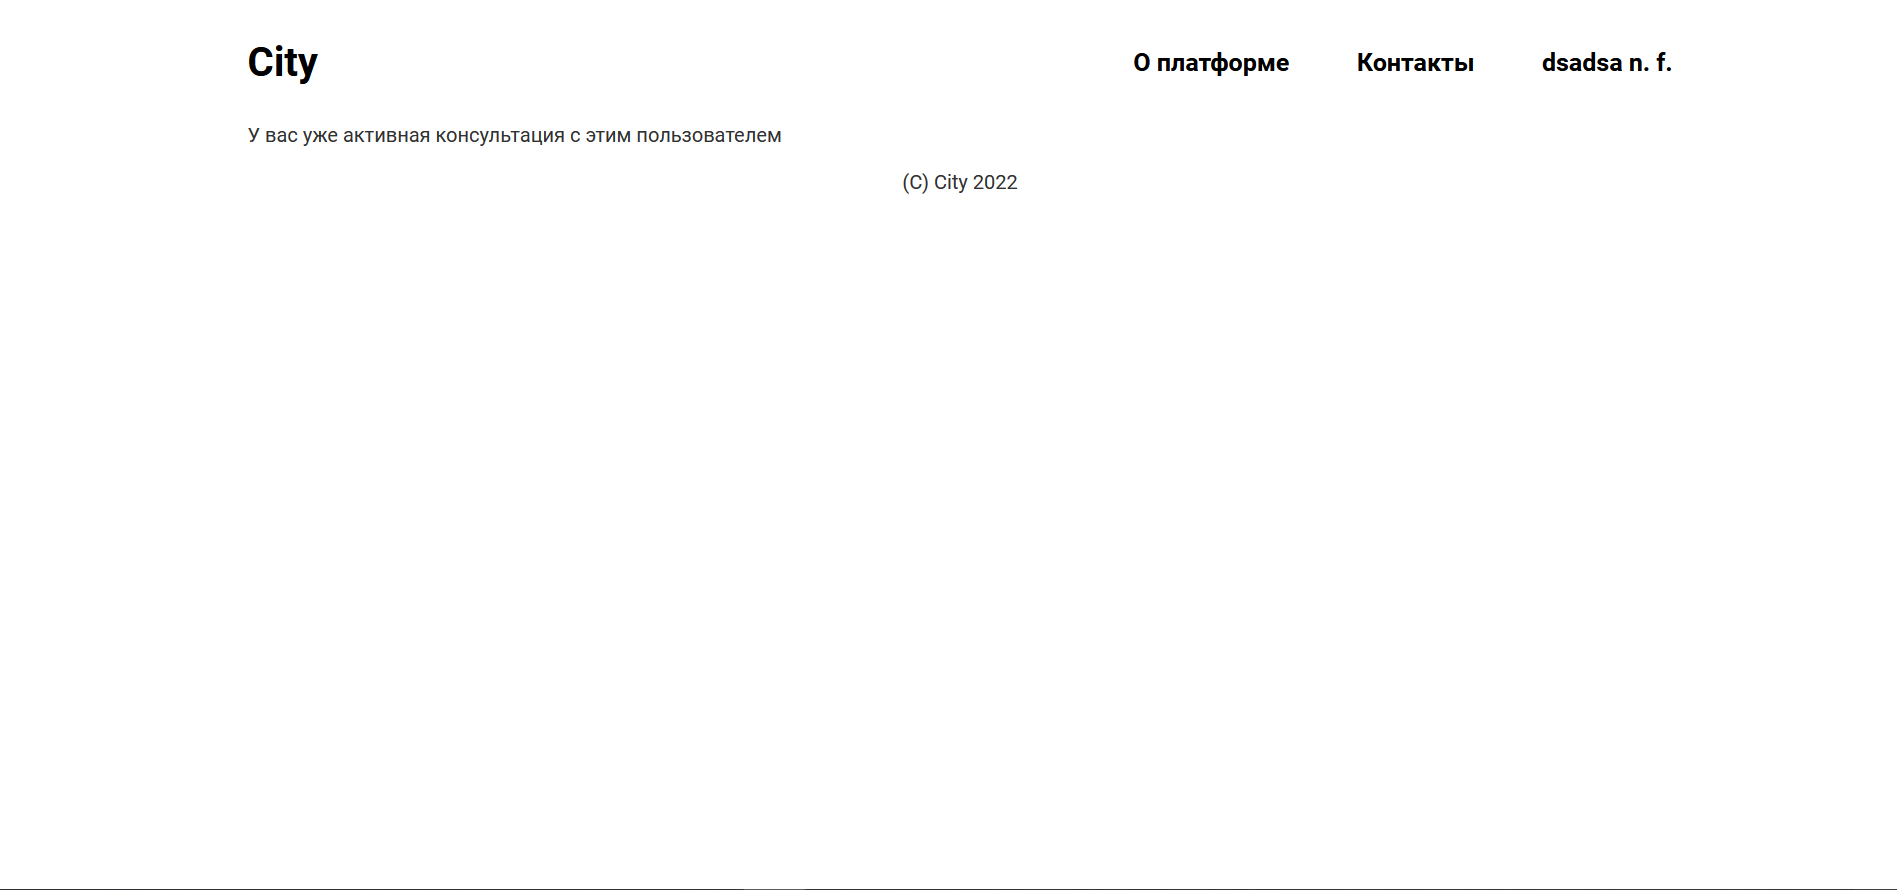 City
О платформе
Контакты
dsadsa n. f.
У вас уже активная консультация с этим пользователем
(C) City 2022